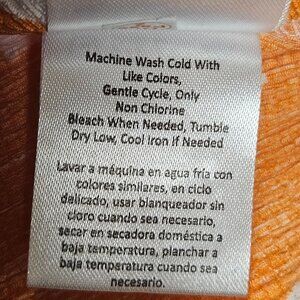 Machine Wash Cold With
Like Colors,
Gentle Cycle, Only
Non Chlorine
Bleach When Needed, Tumble
Dry Low, Cool Iron If Needed
Lavar a máquina en agua fría con
colores similares, en ciclo
delicado, usar blanqueador sin
cloro cuando sea necesario,
secar en secadora doméstica a
baja temperatura, planchar a
baja temperatura cuando sea
necesario.